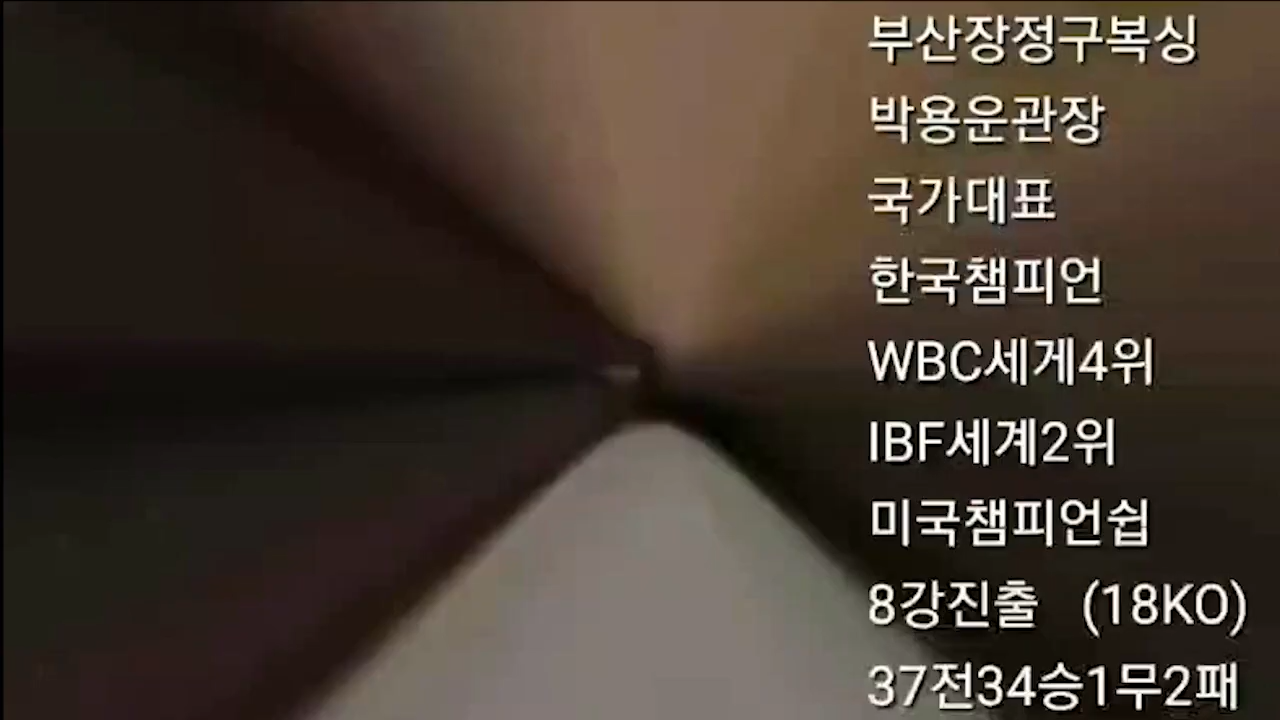 부산장정구복싱
박용운관장
국가대표
한국챔피언
WBC세게4위
IBF세계2위
미국챔피언쉽
8강진출 (18KO)
37전34승1무2패